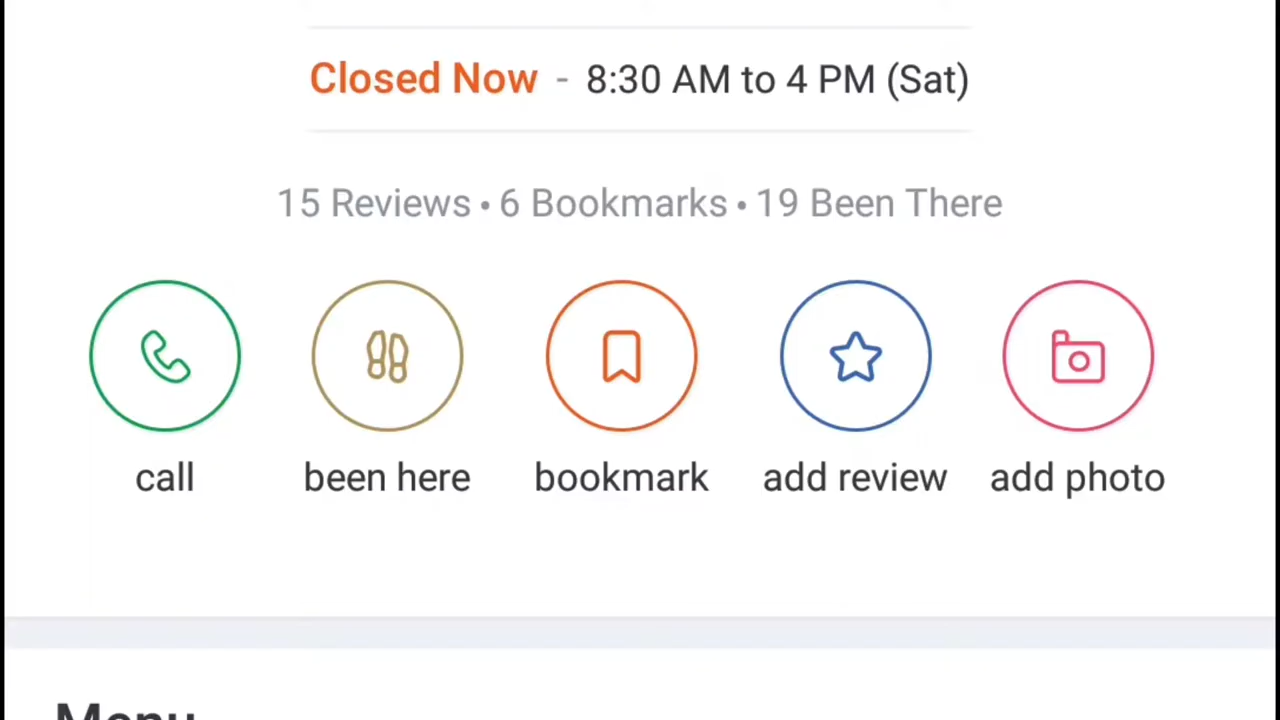 Closed Now - 8:30 AM to 4 PM (Sat)
15 Reviews • 6 Bookmarks • 19 Been There
call been here bookmark add review add photo
Menu